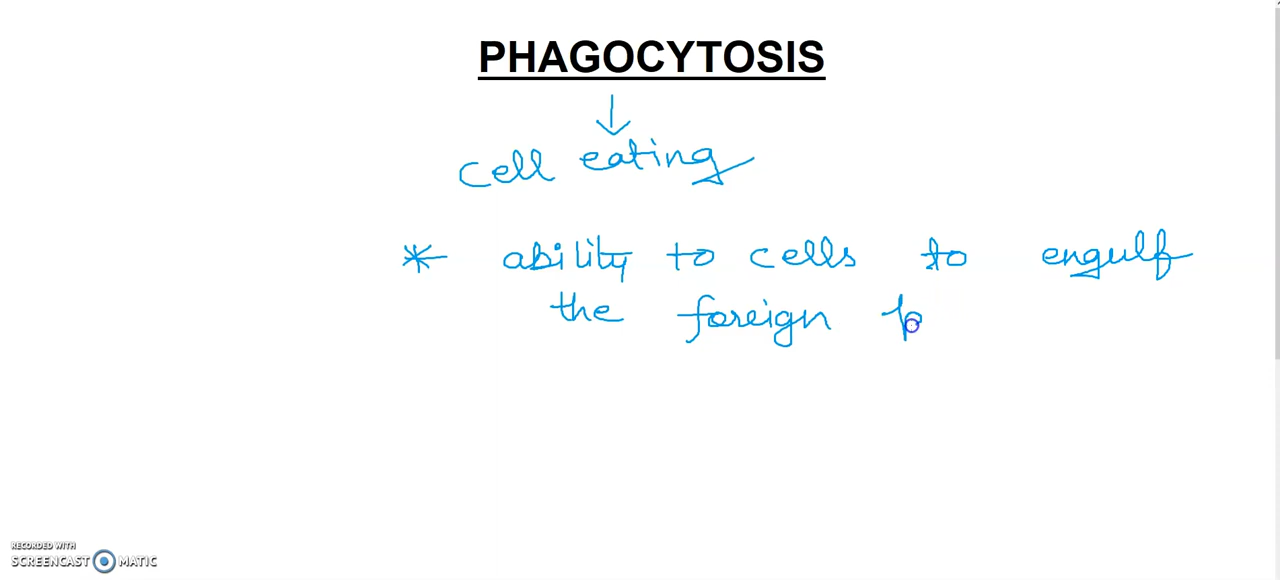 PHAGOCYTOSIS
cell eating
* ability to cells to engulf
the foreign p
RECORDED WITH
SCREENCAST MATIC